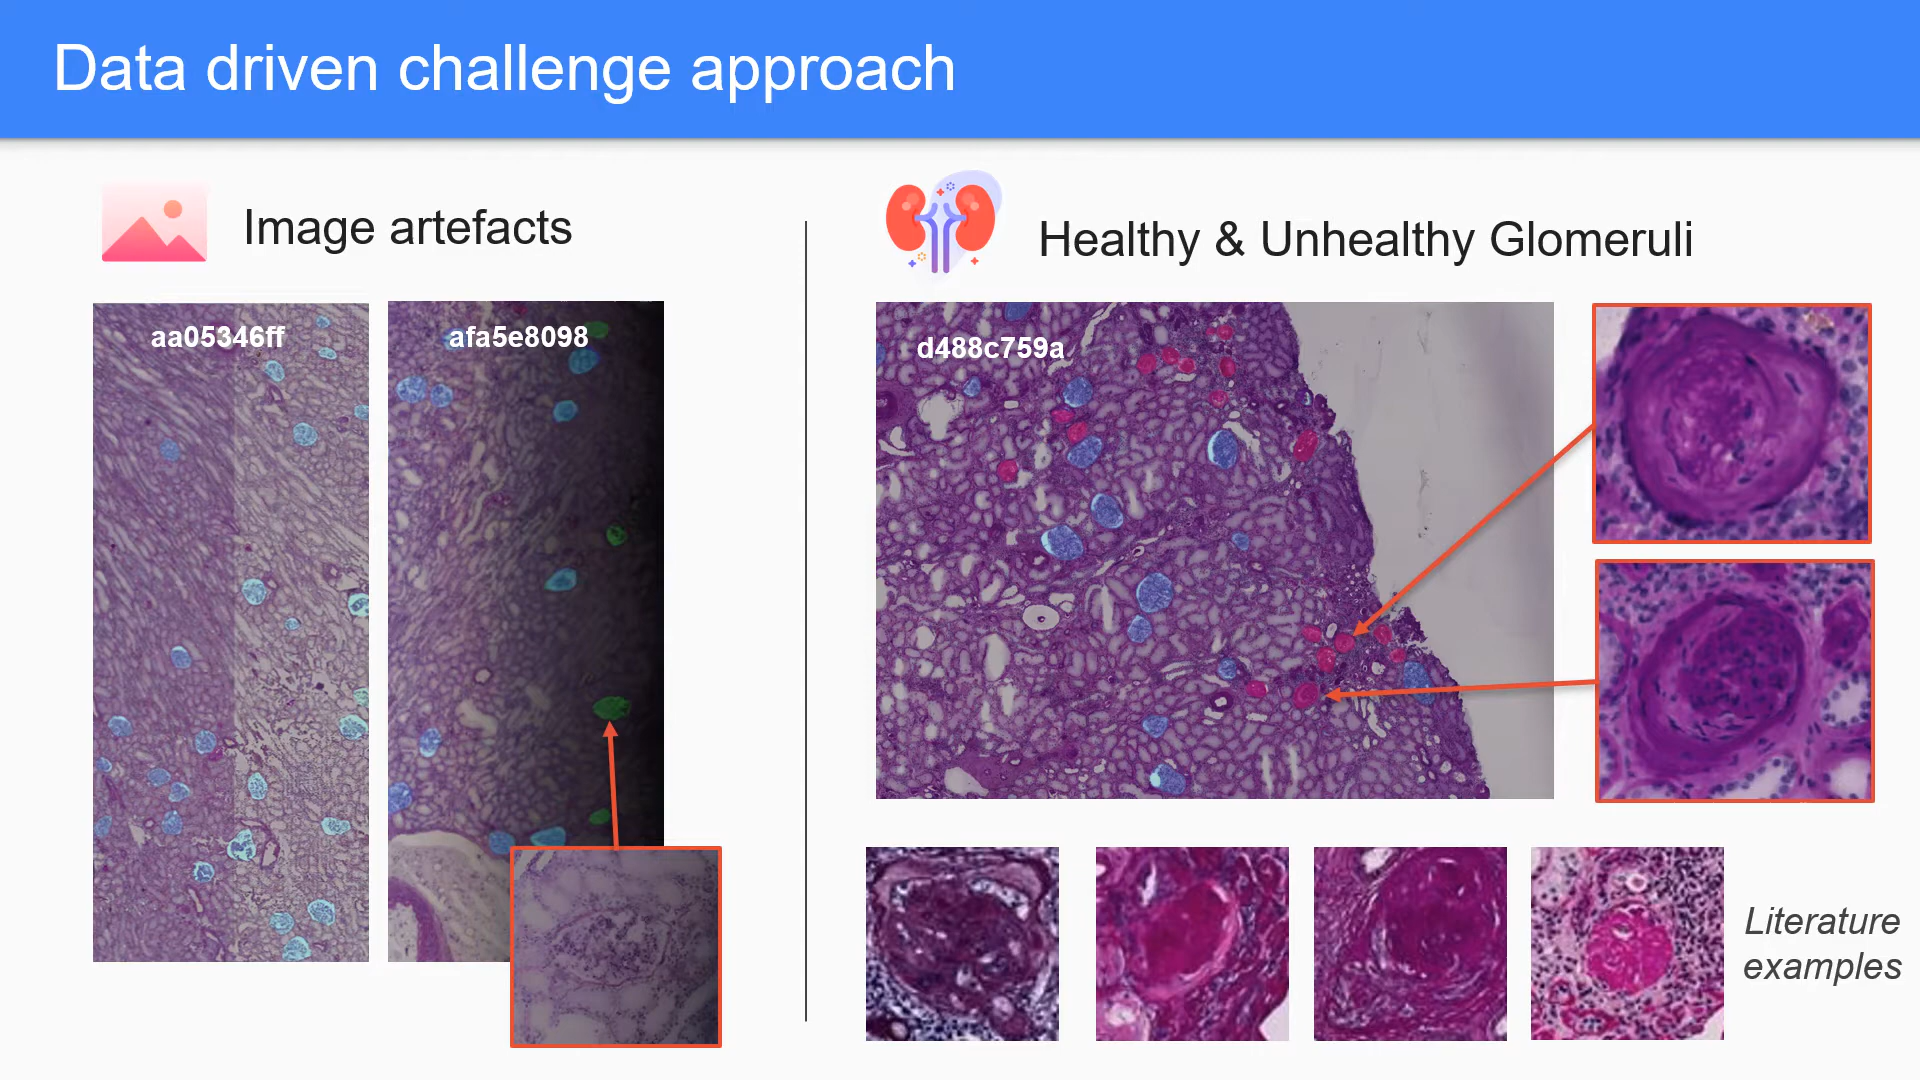 Data driven challenge approach
Image artefacts
aa05346ff
afa5e8098
Healthy & Unhealthy Glomeruli
d488c759a
Literature
examples